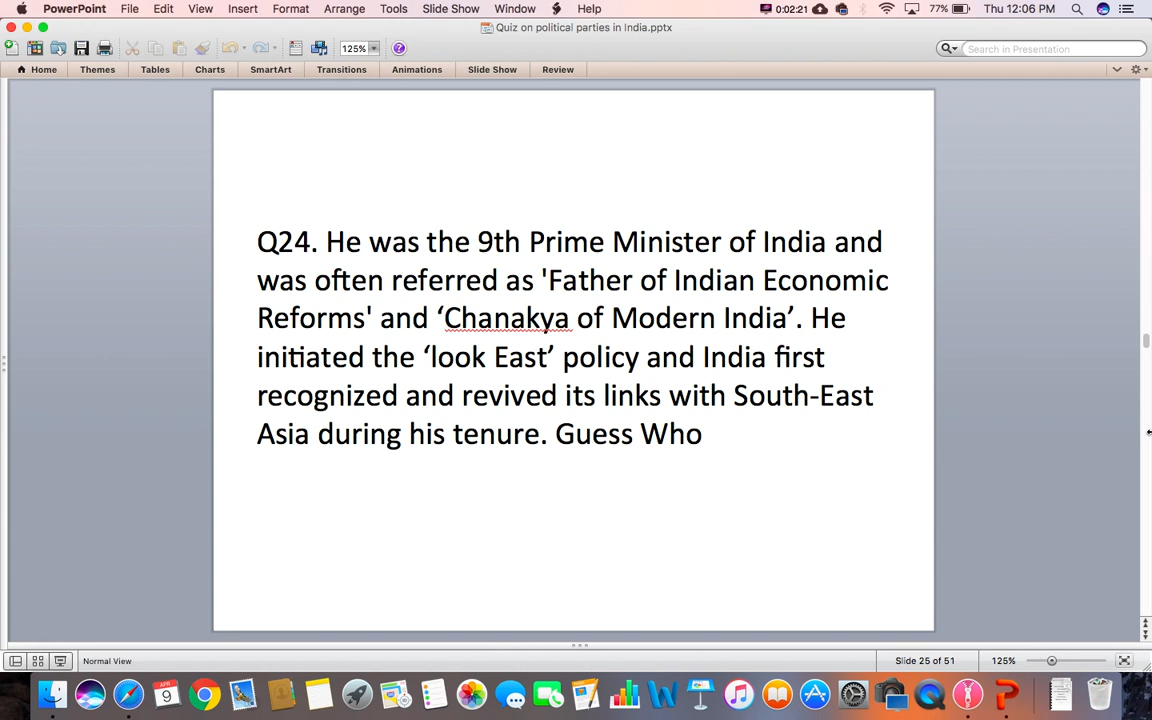 PowerPoint File Edit View Insert Format Arrange Tools Slide Show Window Help 0:02:21 77% Thu 12:06 PM
Quiz on political parties in India.pptx
125% Search in Presentation
Home Themes Tables Charts SmartArt Transitions Animations Slide Show Review
Q24. He was the 9th Prime Minister of India and
was often referred as 'Father of Indian Economic
Reforms' and ‘Chanakya of Modern India’. He
initiated the ‘look East’ policy and India first
recognized and revived its links with South-East
Asia during his tenure. Guess Who
Normal View Slide 25 of 51 125%
APR
9